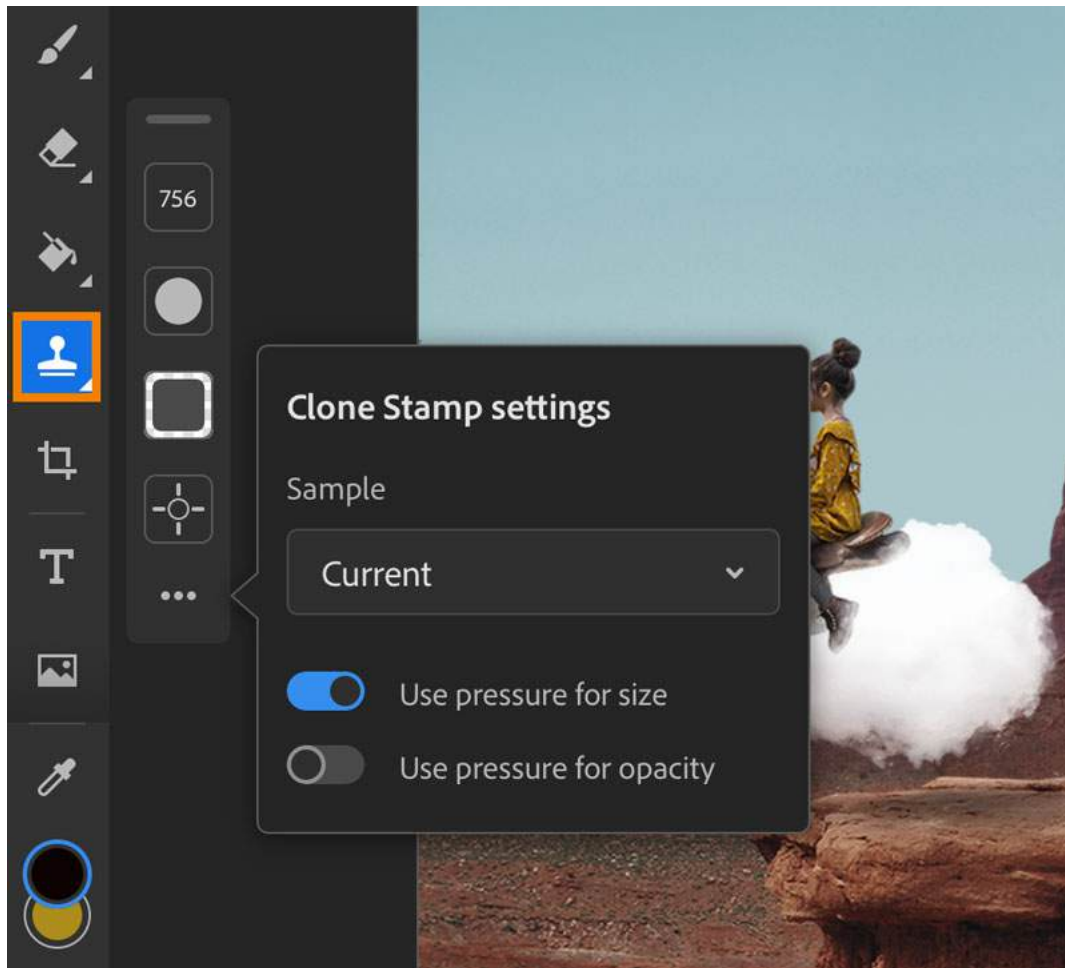 756
Clone Stamp settings
Sample
Current
T
Use pressure for size
Use pressure for opacity